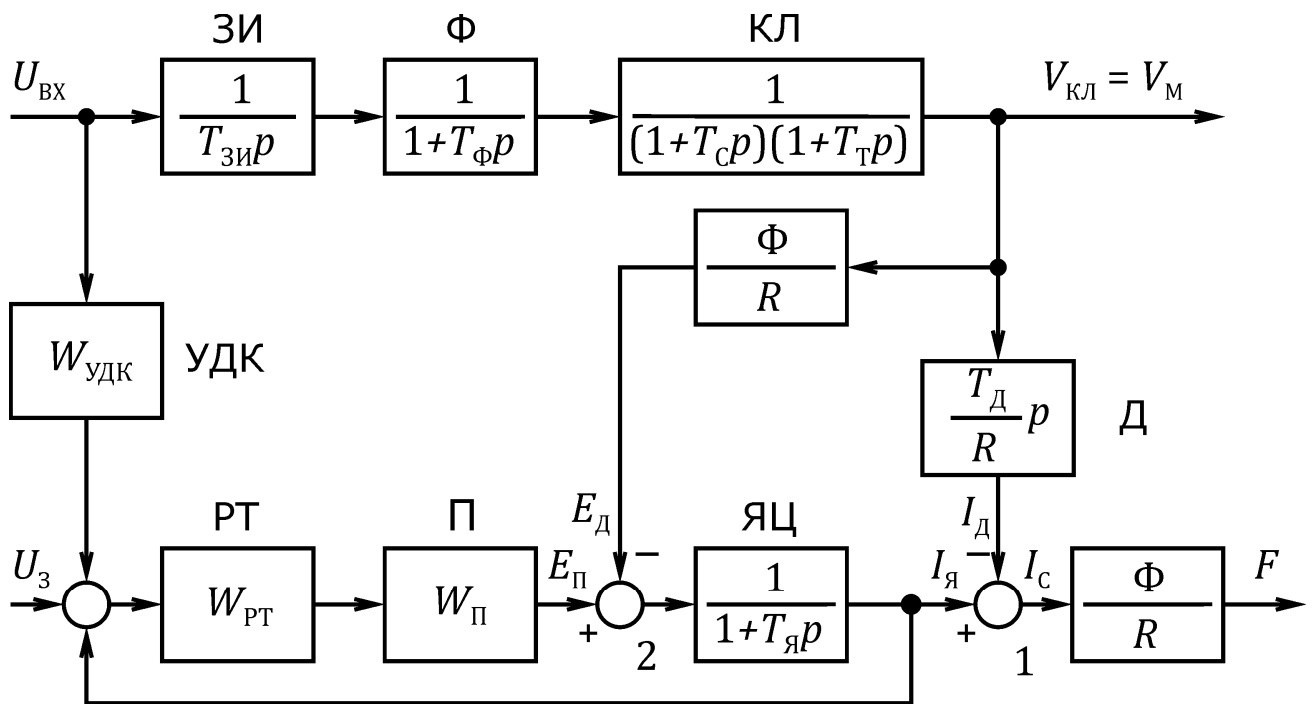 ЗИ Ф КЛ
U_ВХ 1/(T_ЗИ p) 1/(1+T_Ф p) 1/((1+T_С p)(1+T_Т p)) V_КЛ = V_М
Ф/R
W_УДК УДК
T_Д/R p Д
РТ П E_Д ЯЦ I_Д
−
−
U_З W_РТ W_П E_П 1/(1+T_Я p) I_Я I_С Ф/R F
+ 2 + 1